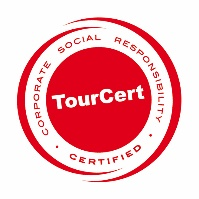 CORPORATE SOCIAL RESPONSIBILITY
TourCert
• CERTIFIED •